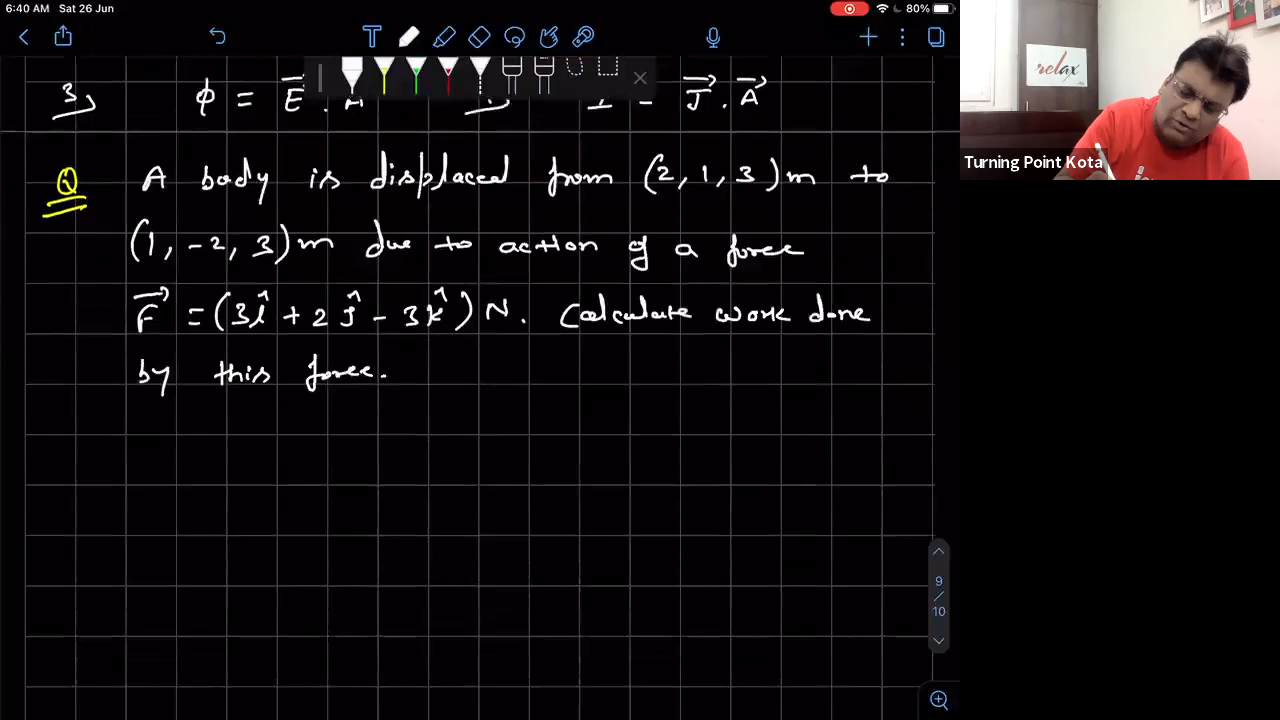 6:40 AM Sat 26 Jun
80%
3, φ = E⃗ . A = J⃗ . A⃗
Q A body is displaced from (2, 1, 3)m to
(1, -2, 3)m due to action of a force
F⃗ = (3î + 2ĵ - 3k̂) N. Calculate work done
by this force.
9
/
10
relax
Turning Point Kota